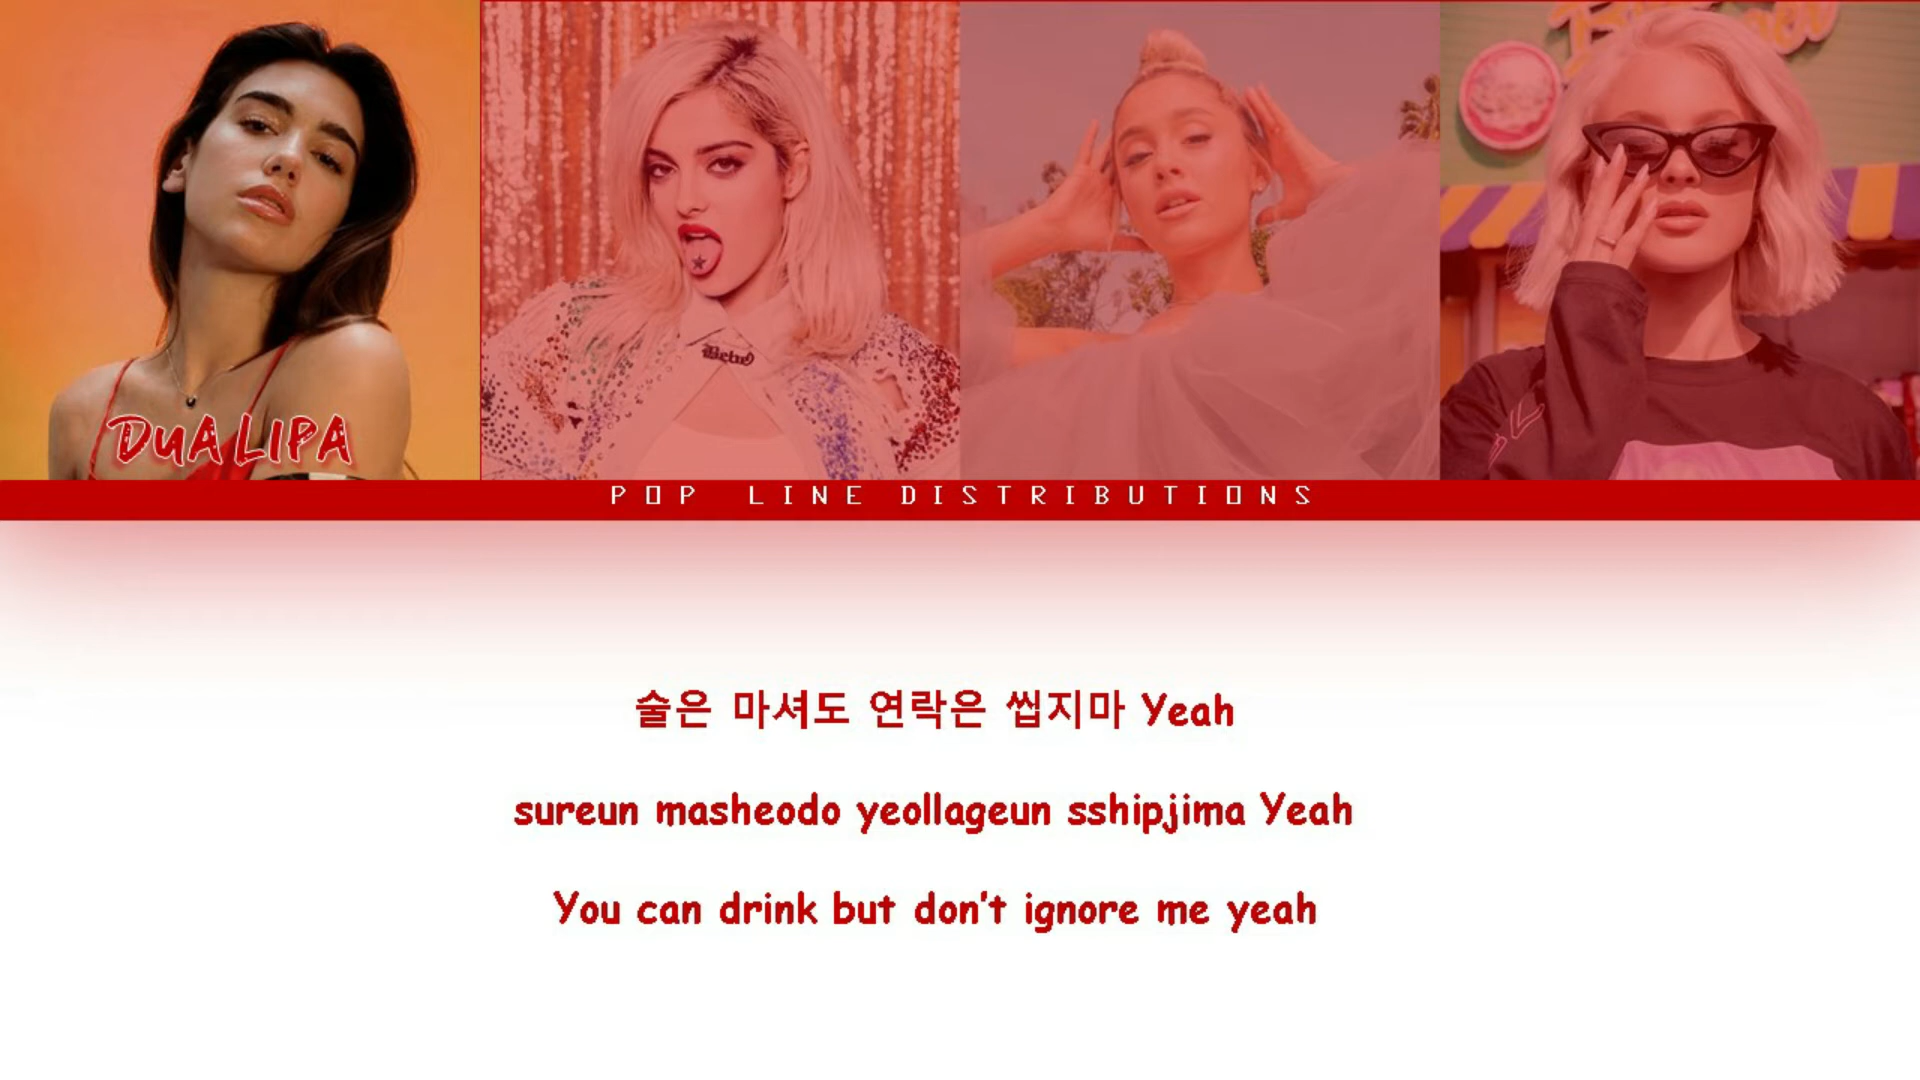 DUA LIPA
Bebe
POP LINE DISTRIBUTIONS
술은 마셔도 연락은 씹지마 Yeah
sureun masheodo yeollageun sshipjima Yeah
You can drink but don't ignore me yeah